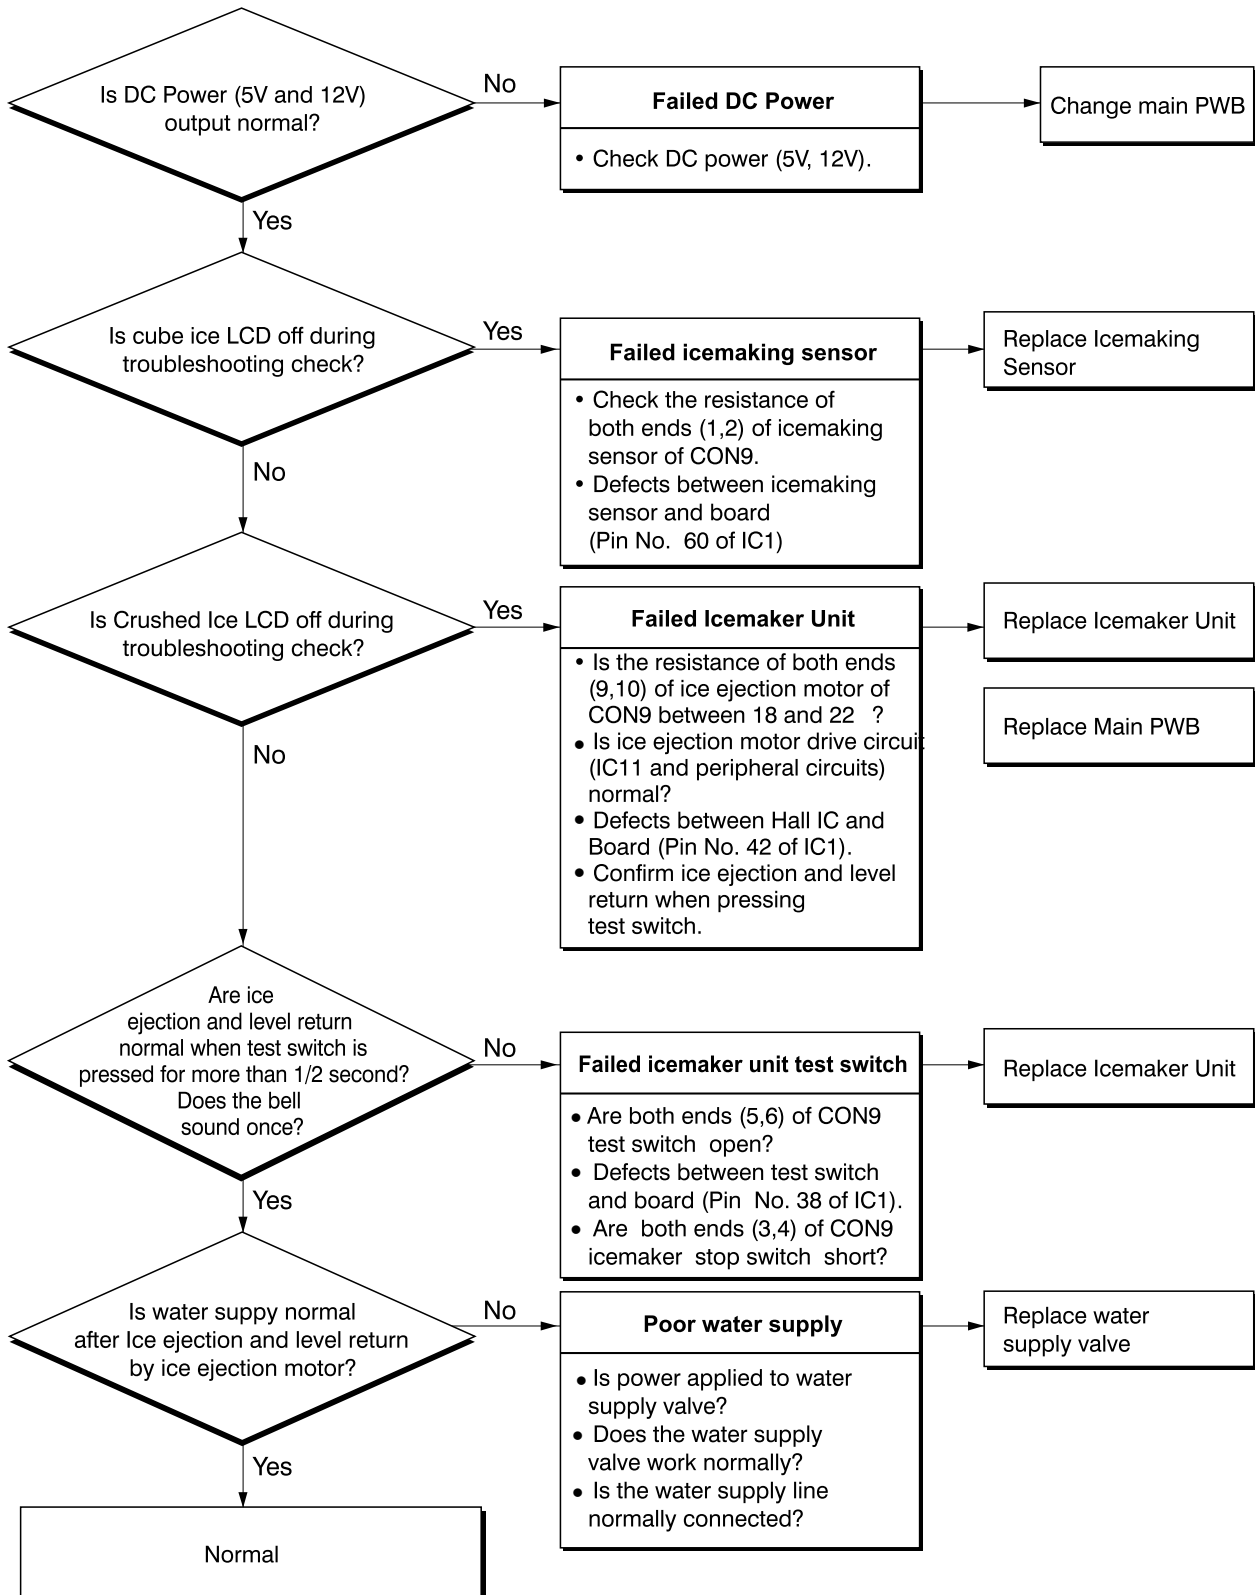 Is DC Power (5V and 12V)
output normal?
No
Failed DC Power
• Check DC power (5V, 12V).
Change main PWB
Yes
Is cube ice LCD off during
troubleshooting check?
Yes
Failed icemaking sensor
• Check the resistance of
both ends (1,2) of icemaking
sensor of CON9.
• Defects between icemaking
sensor and board
(Pin No. 60 of IC1)
Replace Icemaking
Sensor
No
Is Crushed Ice LCD off during
troubleshooting check?
Yes
Failed Icemaker Unit
• Is the resistance of both ends
(9,10) of ice ejection motor of
CON9 between 18 and 22 ?
• Is ice ejection motor drive circuit
(IC11 and peripheral circuits)
normal?
• Defects between Hall IC and
Board (Pin No. 42 of IC1).
• Confirm ice ejection and level
return when pressing
test switch.
Replace Icemaker Unit
Replace Main PWB
No
Are ice
ejection and level return
normal when test switch is
pressed for more than 1/2 second?
Does the bell
sound once?
No
Failed icemaker unit test switch
• Are both ends (5,6) of CON9
test switch open?
• Defects between test switch
and board (Pin No. 38 of IC1).
• Are both ends (3,4) of CON9
icemaker stop switch short?
Replace Icemaker Unit
Yes
Is water suppy normal
after Ice ejection and level return
by ice ejection motor?
No
Poor water supply
• Is power applied to water
supply valve?
• Does the water supply
valve work normally?
• Is the water supply line
normally connected?
Replace water
supply valve
Yes
Normal